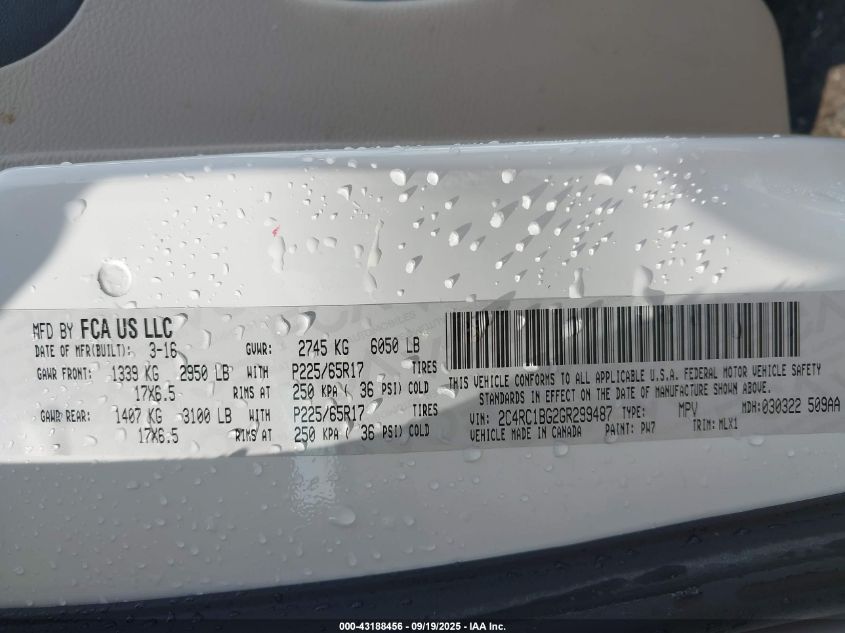 MFD BY FCA US LLC
DATE OF MFR(BUILT): 3-16 GVWR: 2745 KG 6050 LB
GAWR FRONT: 1339 KG 2950 LB WITH P225/65R17 TIRES
17X6.5 RIMS AT 250 KPA ( 36 PSI) COLD
GAWR REAR: 1407 KG 3100 LB WITH P225/65R17 TIRES
17X6.5 RIMS AT 250 KPA ( 36 PSI) COLD
THIS VEHICLE CONFORMS TO ALL APPLICABLE U.S.A. FEDERAL MOTOR VEHICLE SAFETY
STANDARDS IN EFFECT ON THE DATE OF MANUFACTURE SHOWN ABOVE.
VIN: 2C4RC1BG2GR299487 TYPE: MPV MDH:030322 509AA
VEHICLE MADE IN CANADA PAINT: PW7 TRIM: MLX1
000-43188456 - 09/19/2025 - IAA Inc.